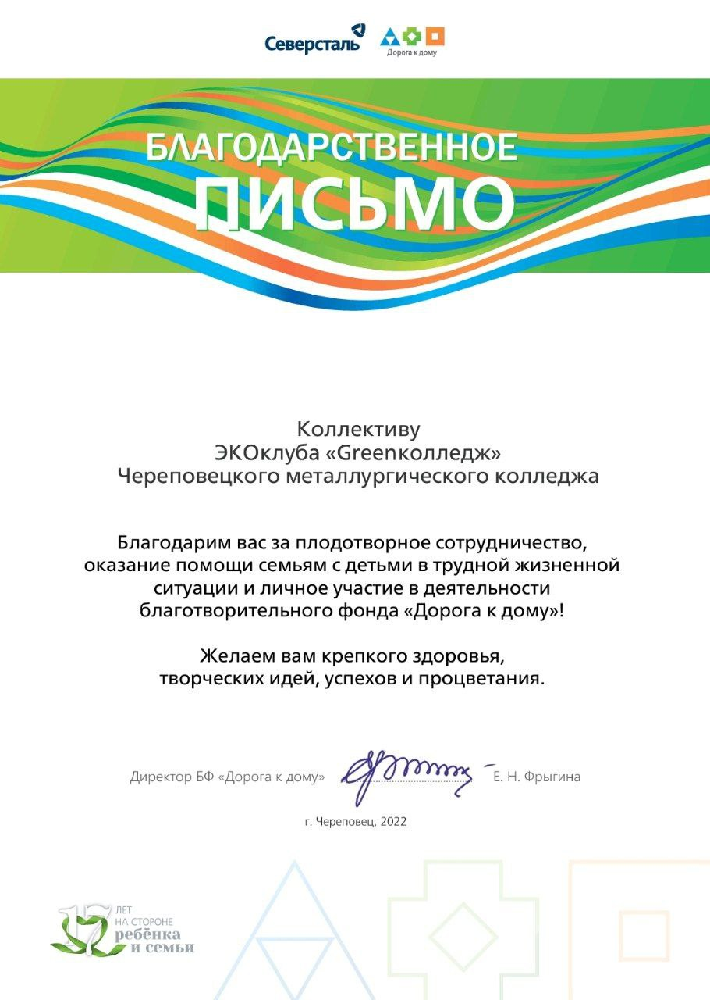 Северсталь
Дорога к дому
БЛАГОДАРСТВЕННОЕ
ПИСЬМО
Коллективу
ЭКОклуба «Greenколледж»
Череповецкого металлургического колледжа
Благодарим вас за плодотворное сотрудничество,
оказание помощи семьям с детьми в трудной жизненной
ситуации и личное участие в деятельности
благотворительного фонда «Дорога к дому»!
Желаем вам крепкого здоровья,
творческих идей, успехов и процветания.
Директор БФ «Дорога к дому» Е. Н. Фрыгина
г. Череповец, 2022
17 ЛЕТ
НА СТОРОНЕ
ребёнка
и семьи